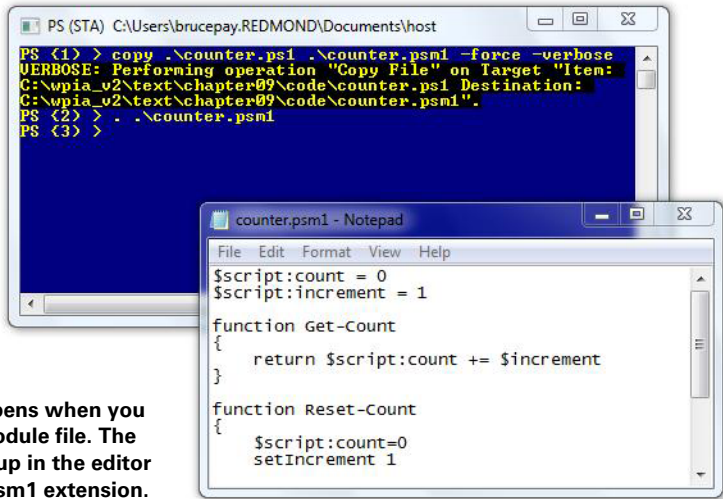 PS (STA) C:\Users\brucepay.REDMOND\Documents\host
PS {1} > copy .\counter.ps1 .\counter.psm1 -force -verbose
VERBOSE: Performing operation "Copy File" on Target "Item:
C:\wpia_v2\text\chapter09\code\counter.ps1 Destination:
C:\wpia_v2\text\chapter09\code\counter.psm1".
PS {2} > . .\counter.psm1
PS {3} >
counter.psm1 - Notepad
File Edit Format View Help
$script:count = 0
$script:increment = 1
function Get-Count
{
return $script:count += $increment
}
function Reset-Count
{
$script:count=0
setIncrement 1
pens when you
odule file. The
up in the editor
sm1 extension.